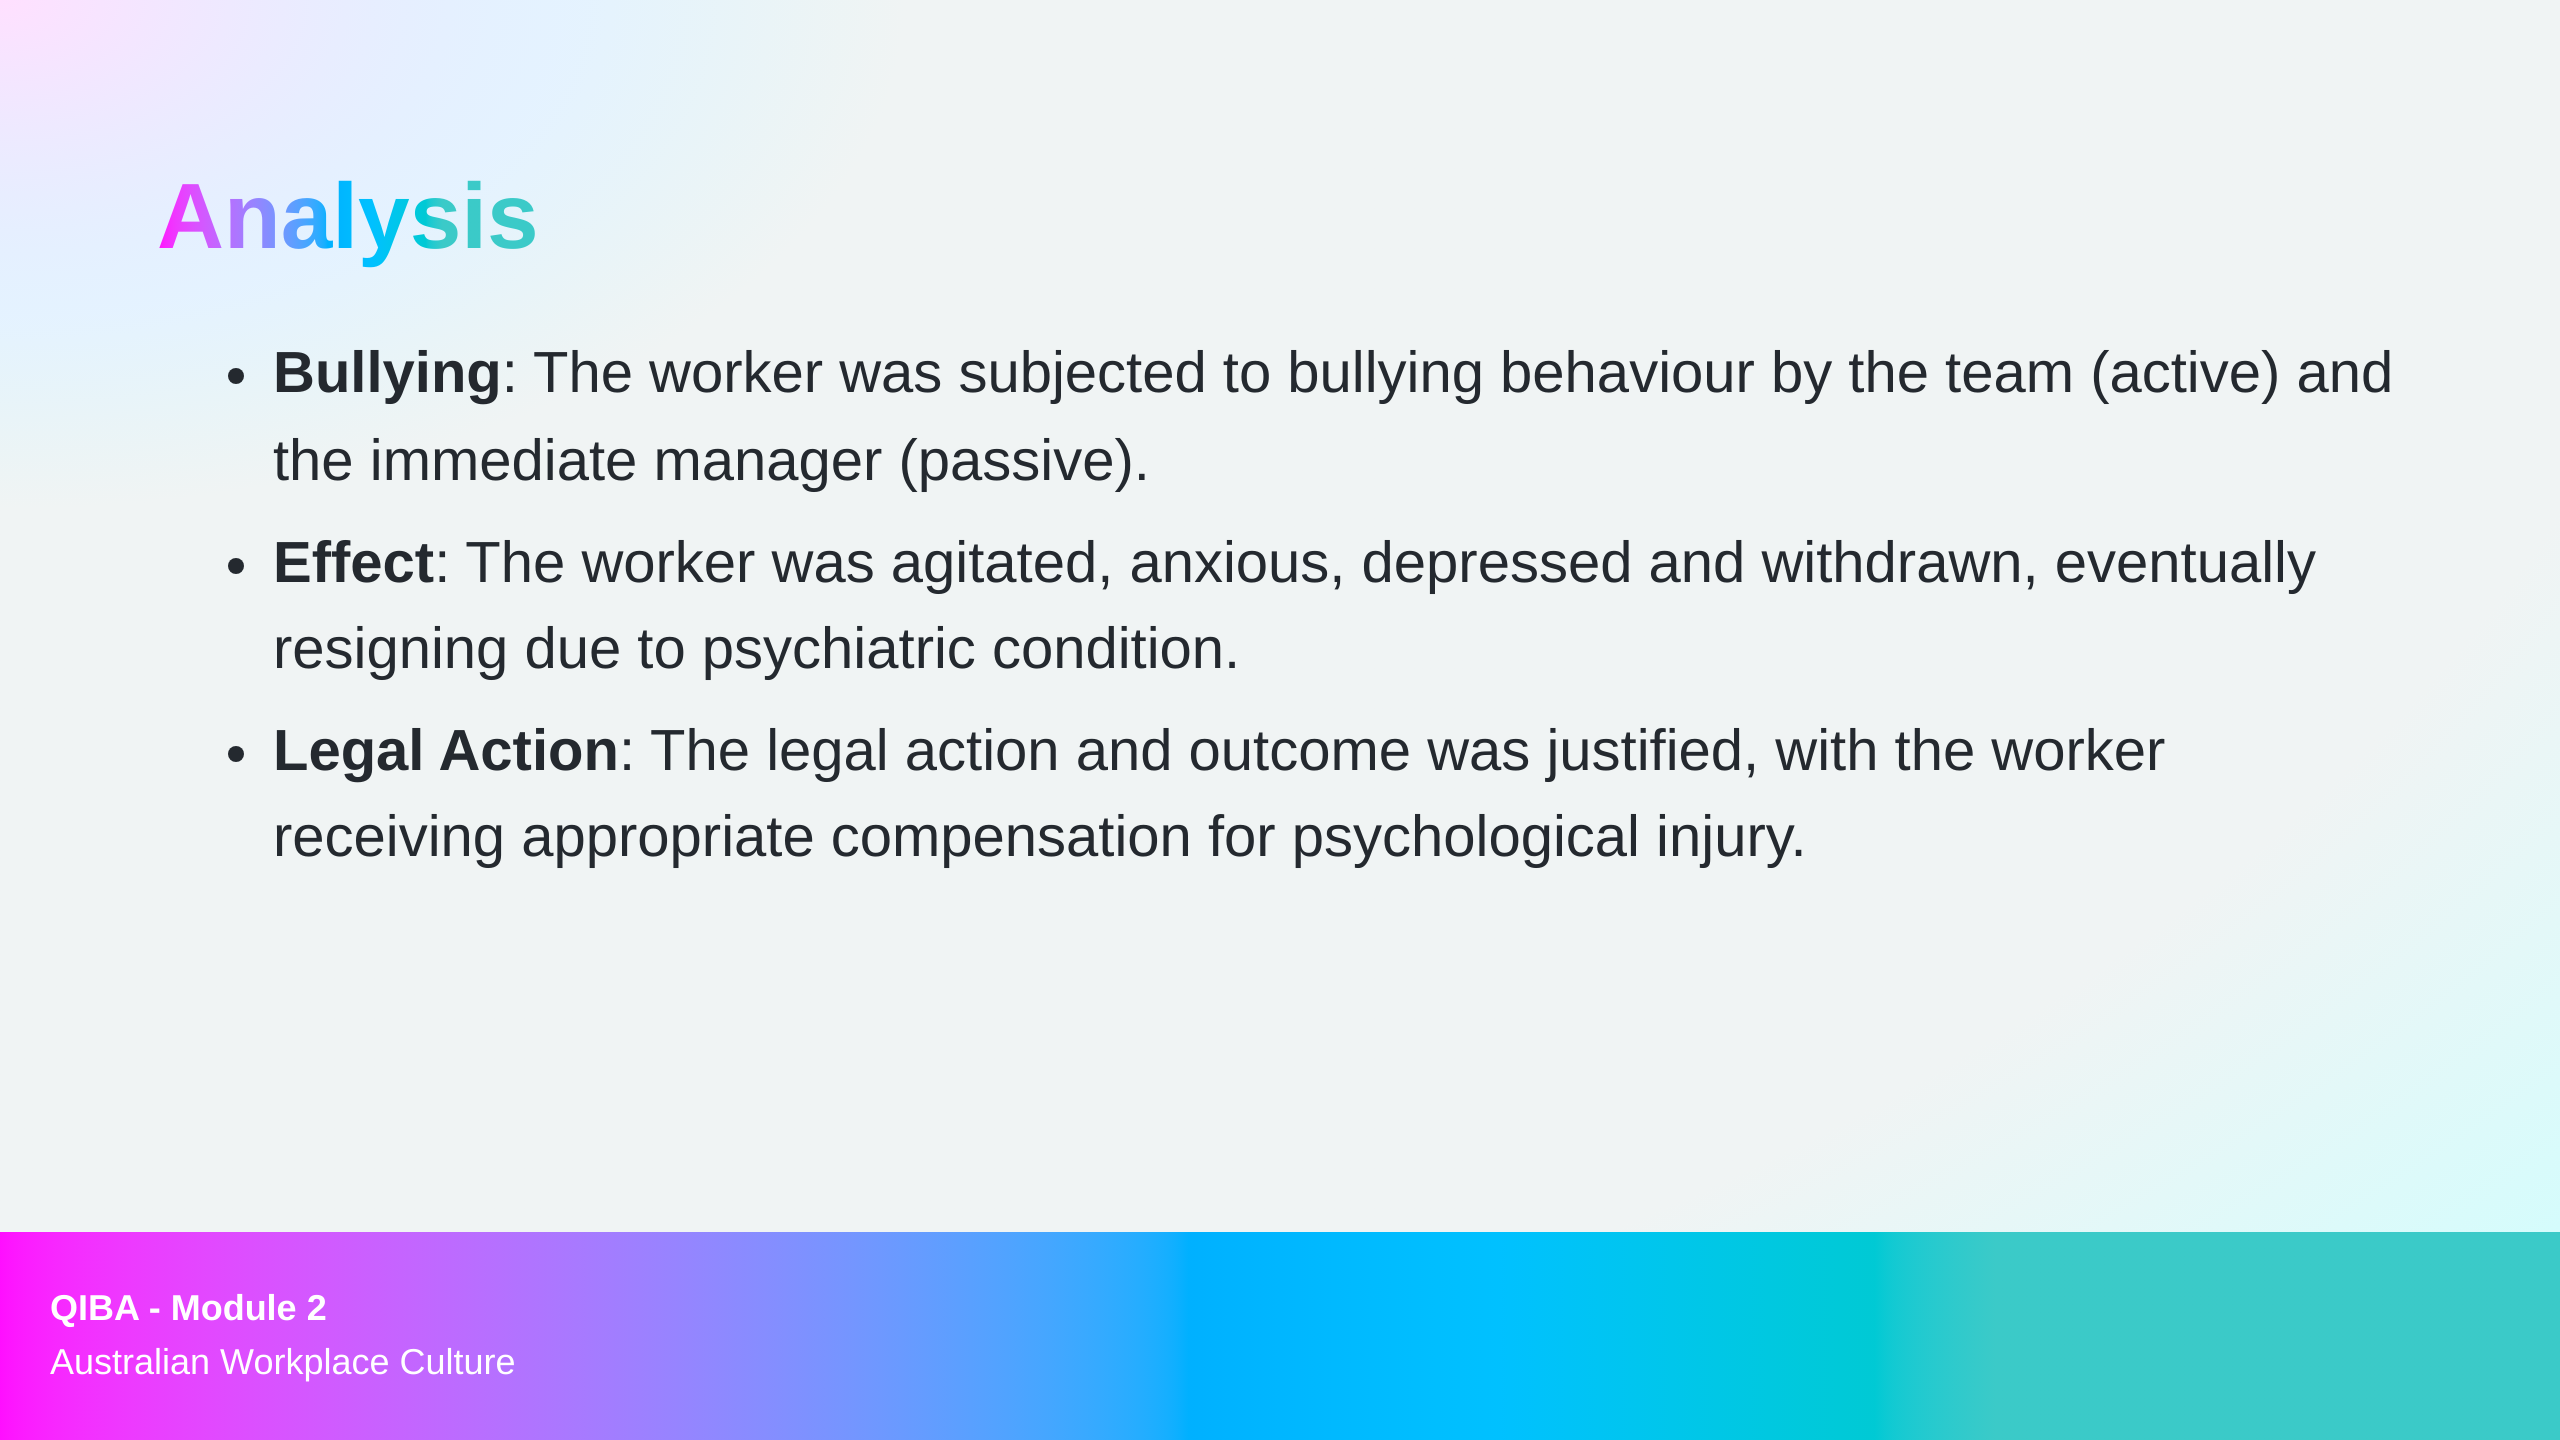 Analysis
• Bullying: The worker was subjected to bullying behaviour by the team (active) and
the immediate manager (passive).
• Effect: The worker was agitated, anxious, depressed and withdrawn, eventually
resigning due to psychiatric condition.
• Legal Action: The legal action and outcome was justified, with the worker
receiving appropriate compensation for psychological injury.
QIBA - Module 2
Australian Workplace Culture